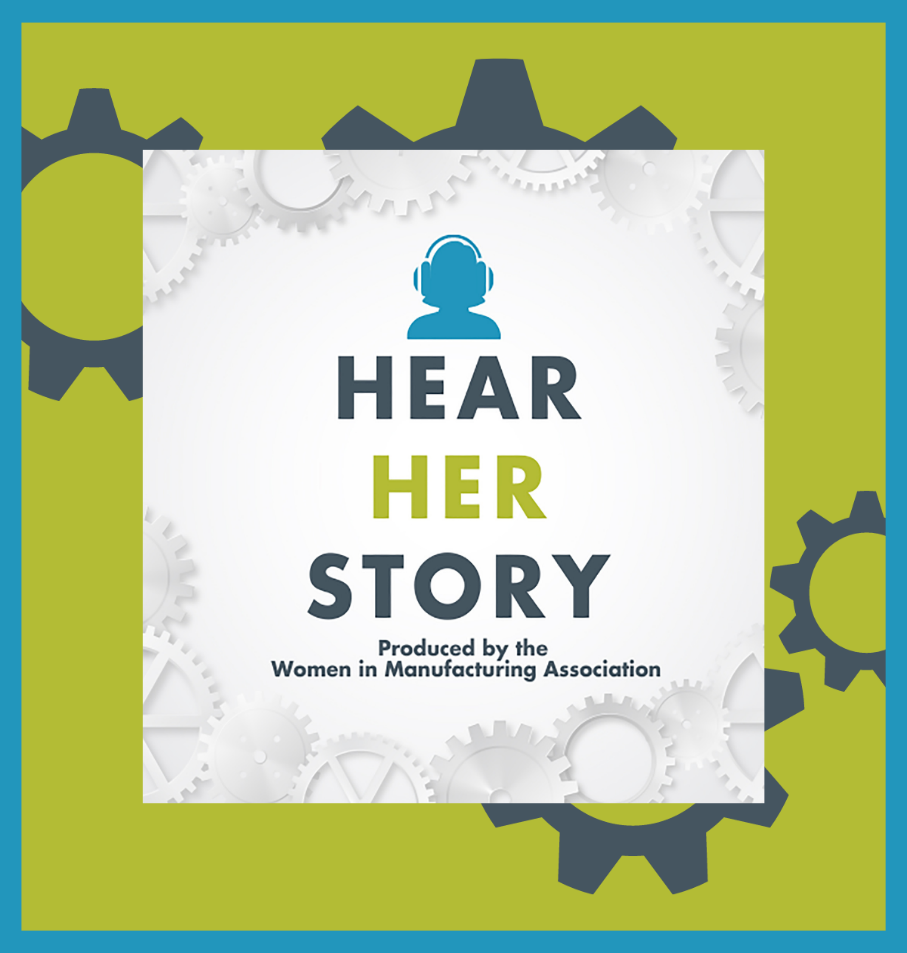 HEAR
HER
STORY
Produced by the
Women in Manufacturing Association